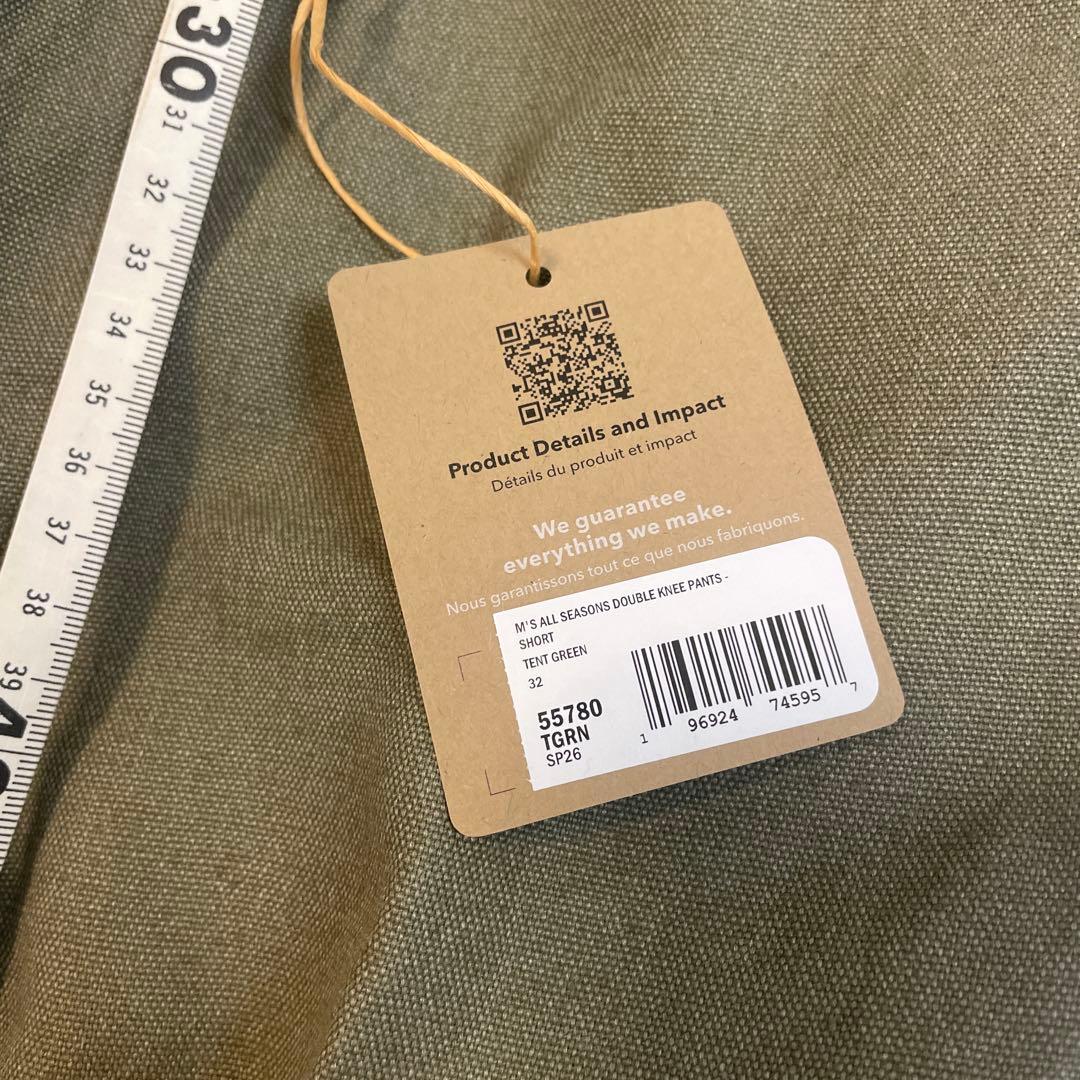 30
31
32
33
34
35
36
37
38
39
Product Details and Impact
Détails du produit et impact
We guarantee
everything we make.
Nous garantissons tout ce que nous fabriquons.
M'S ALL SEASONS DOUBLE KNEE PANTS -
SHORT
TENT GREEN
32
55780
TGRN
SP26
1 96924 74595 7